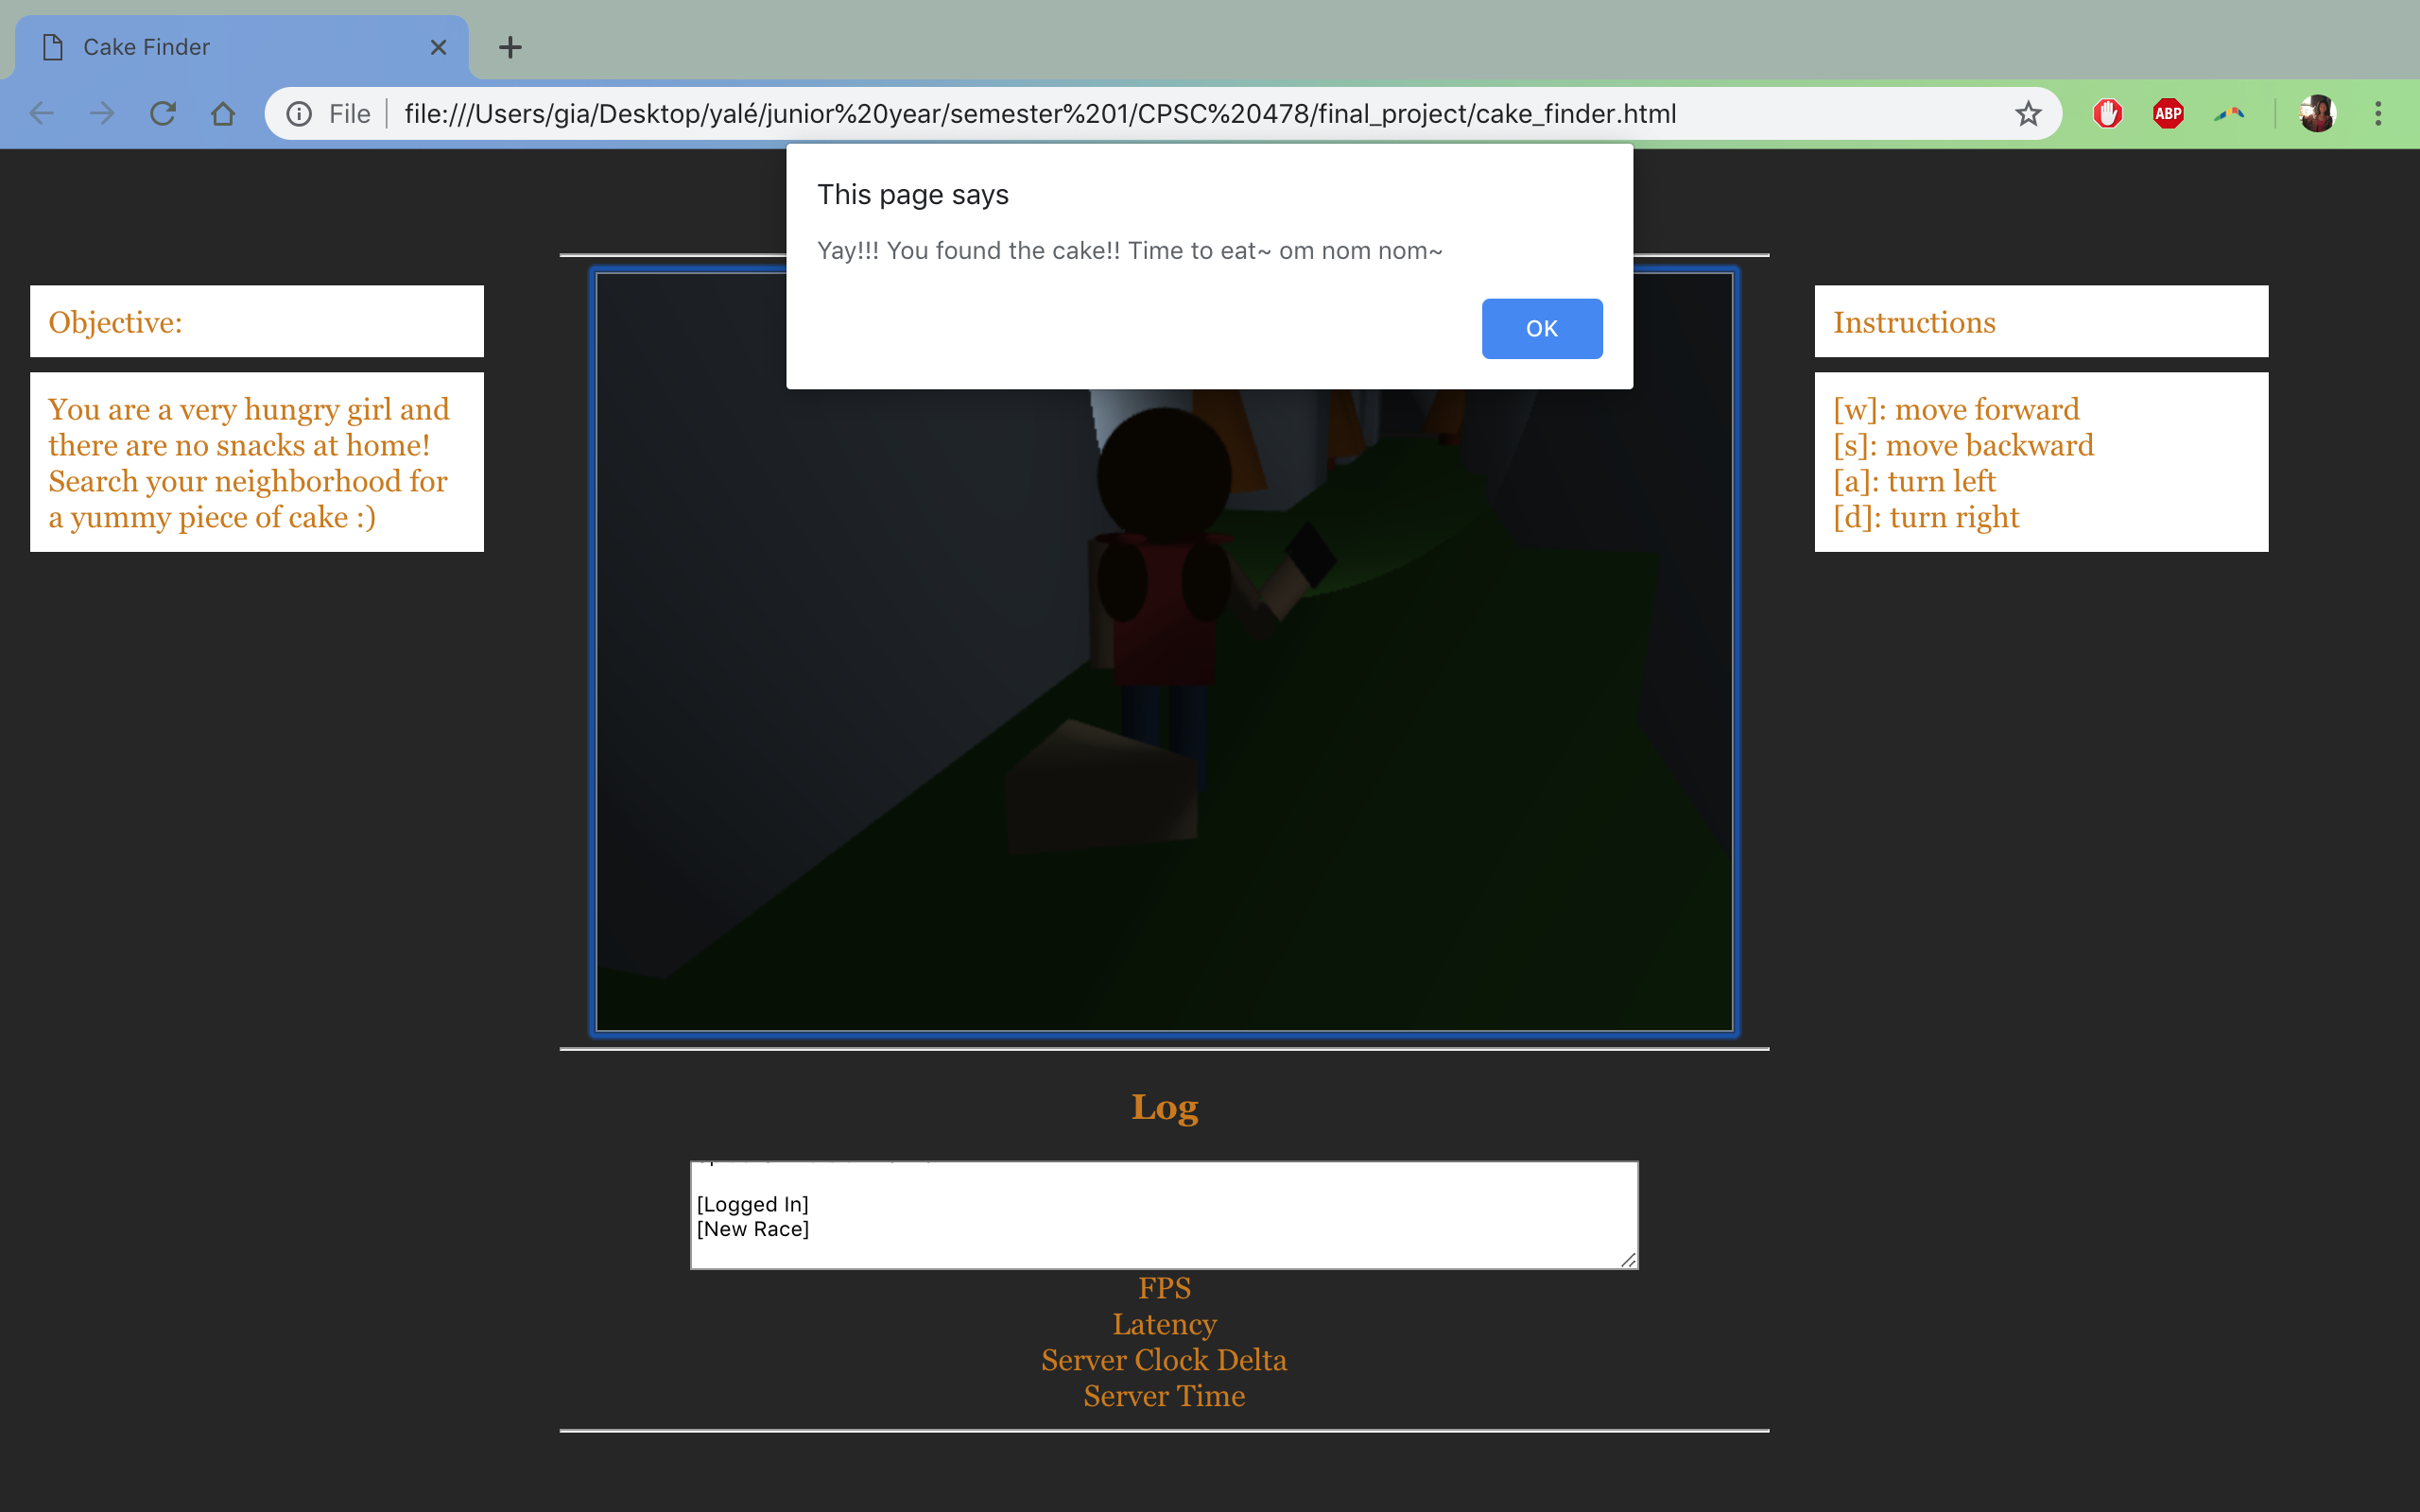 Cake Finder
File
file:///Users/gia/Desktop/yalé/junior%20year/semester%201/CPSC%20478/final_project/cake_finder.html
ABP
This page says
Yay!!! You found the cake!! Time to eat~ om nom nom~
OK
Objective:
You are a very hungry girl and
there are no snacks at home!
Search your neighborhood for
a yummy piece of cake :)
Instructions
[w]: move forward
[s]: move backward
[a]: turn left
[d]: turn right
Log
[Logged In]
[New Race]
FPS
Latency
Server Clock Delta
Server Time